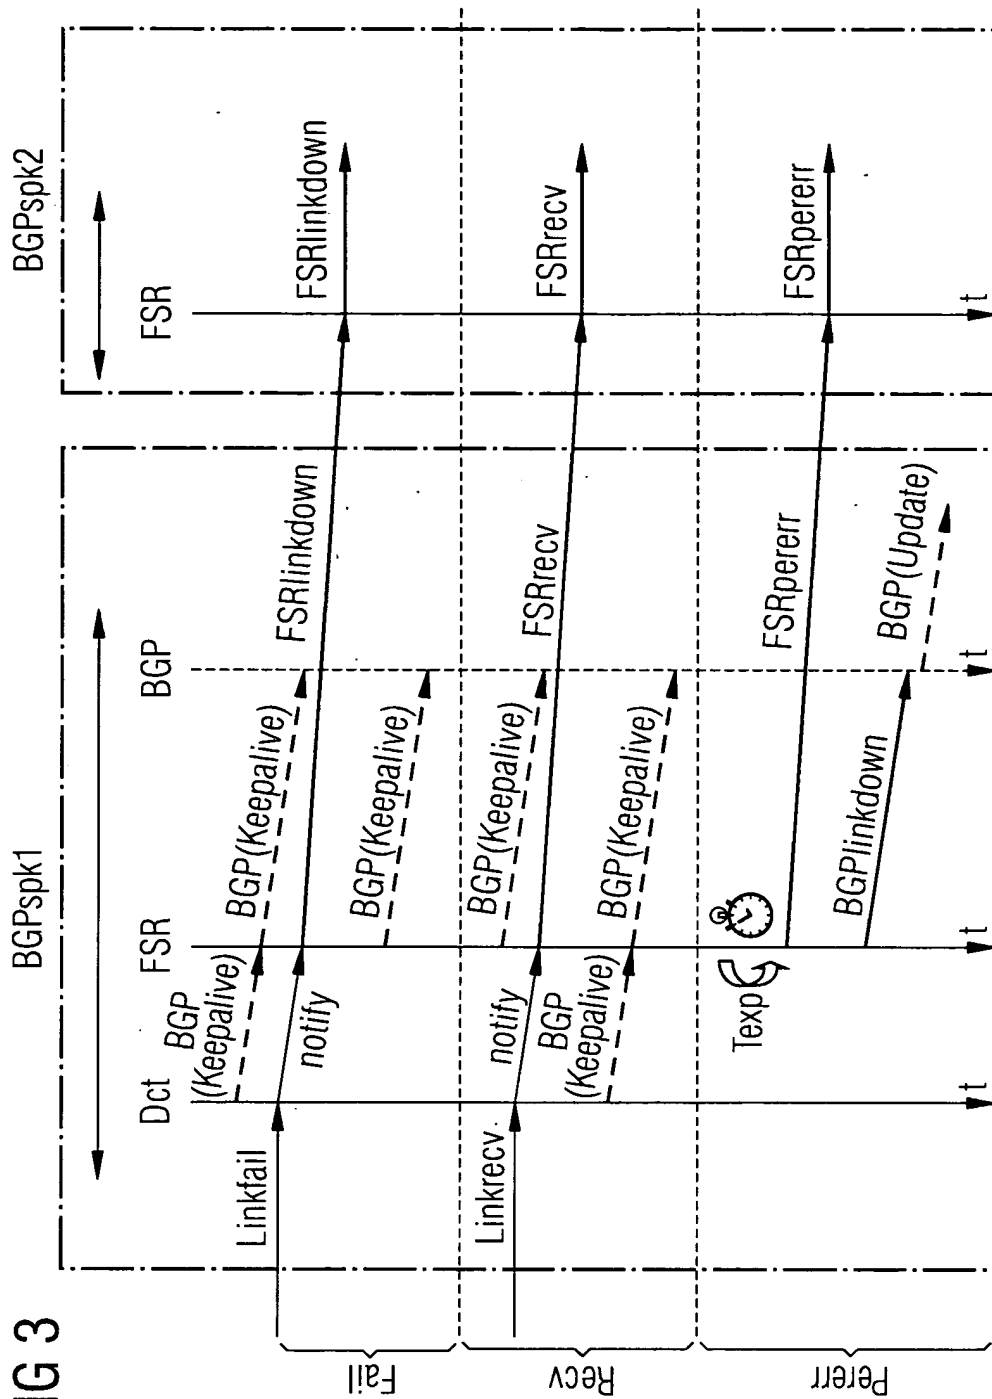 IG 3
BGPspk1
BGPspk2
Dct
FSR
BGP
FSR
Fail
Linkfail
BGP
(Keepalive)
notify
BGP(Keepalive)
BGP(Keepalive)
FSRlinkdown
FSRlinkdown
Recv
Linkrecv
notify
BGP
(Keepalive)
BGP(Keepalive)
BGP(Keepalive)
FSRrecv
FSRrecv
Pererr
Texp
FSRpererr
FSRpererr
BGPlinkdown
BGP(Update)
t
t
t
t